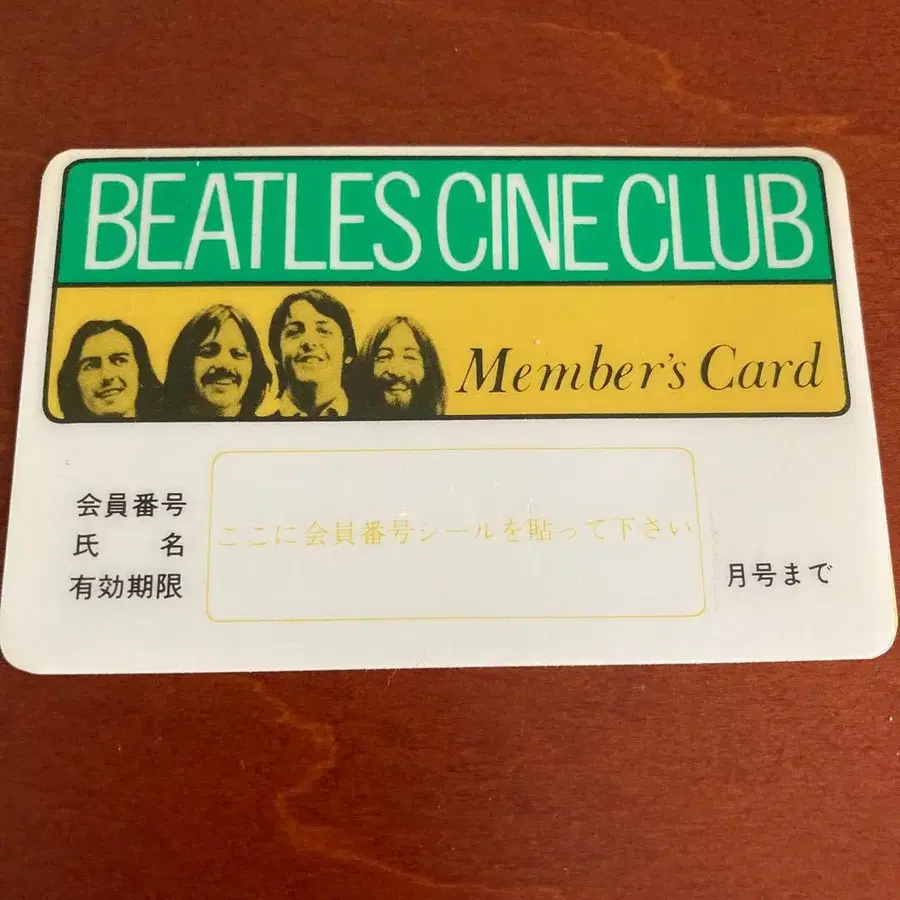 BEATLES CINE CLUB
Member's Card
会員番号
氏 名
有効期限
ここに会員番号シールを貼って下さい
月号まで